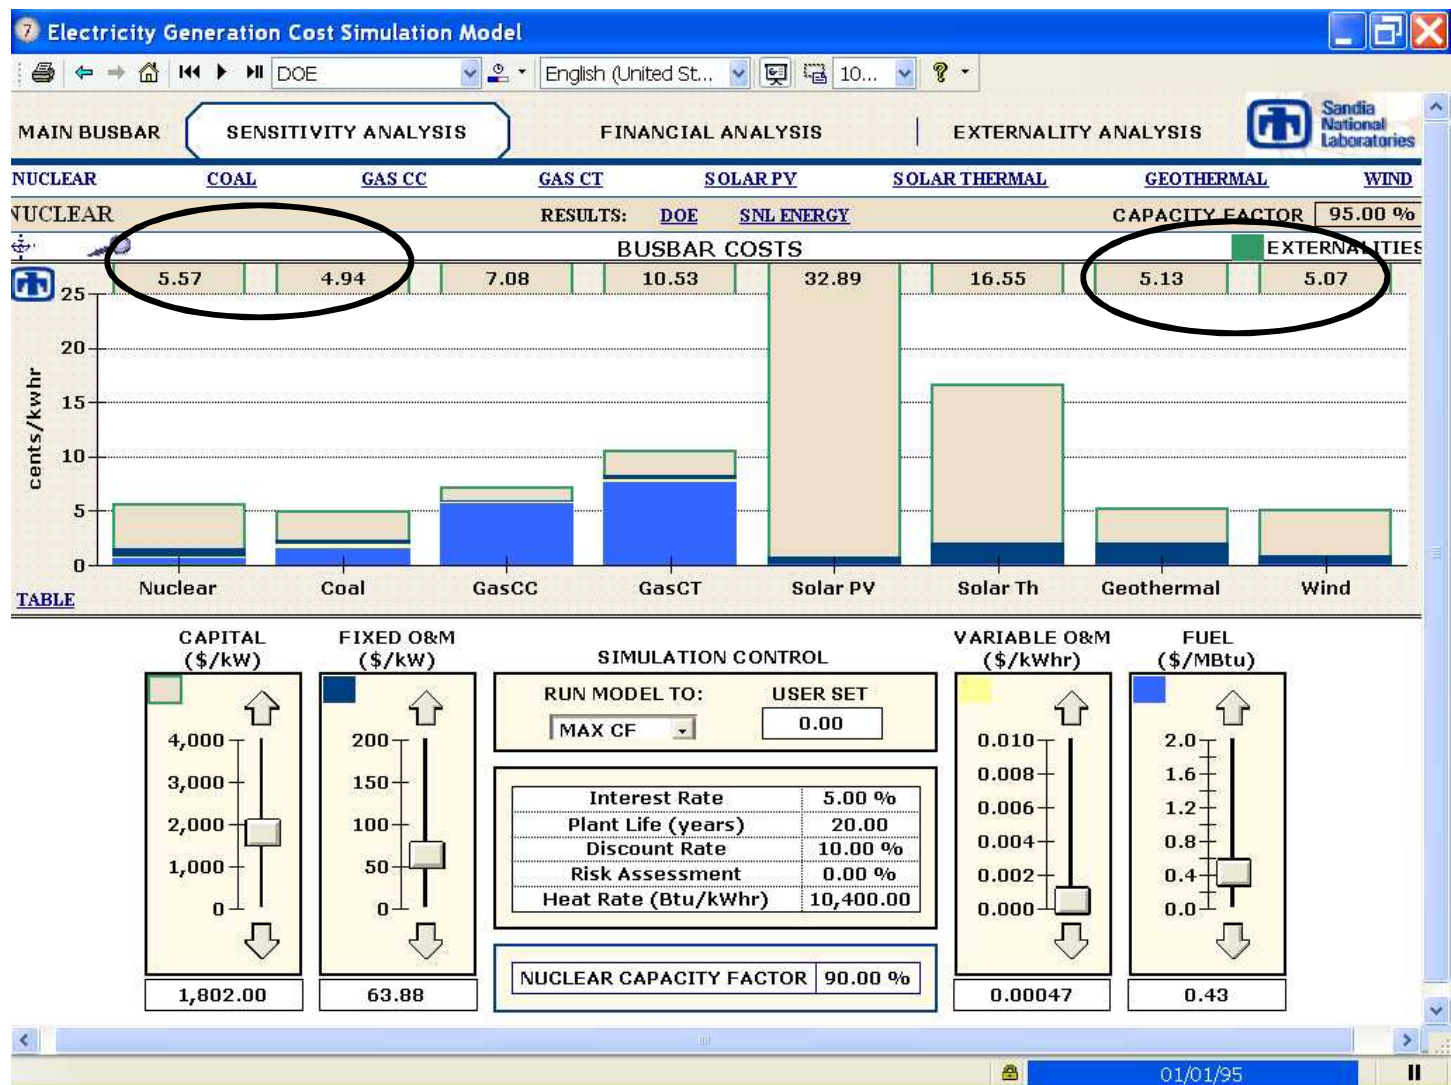 7 Electricity Generation Cost Simulation Model
DOE English (United St... 10... ?
MAIN BUSBAR SENSITIVITY ANALYSIS FINANCIAL ANALYSIS EXTERNALITY ANALYSIS Sandia National Laboratories
NUCLEAR COAL GAS CC GAS CT SOLAR PV SOLAR THERMAL GEOTHERMAL WIND
NUCLEAR RESULTS: DOE SNL ENERGY CAPACITY FACTOR 95.00 %
BUSBAR COSTS EXTERNALITIES
5.57 4.94 7.08 10.53 32.89 16.55 5.13 5.07
25
20
15
10
5
0
cents/kwhr
Nuclear Coal GasCC GasCT Solar PV Solar Th Geothermal Wind
TABLE
CAPITAL ($/kW)
4,000
3,000
2,000
1,000
0
1,802.00
FIXED O&M ($/kW)
200
150
100
50
0
63.88
SIMULATION CONTROL
RUN MODEL TO: USER SET
MAX CF 0.00
Interest Rate 5.00 %
Plant Life (years) 20.00
Discount Rate 10.00 %
Risk Assessment 0.00 %
Heat Rate (Btu/kWhr) 10,400.00
NUCLEAR CAPACITY FACTOR 90.00 %
VARIABLE O&M ($/kWhr)
0.010
0.008
0.006
0.004
0.002
0.000
0.00047
FUEL ($/MBtu)
2.0
1.6
1.2
0.8
0.4
0.0
0.43
01/01/95